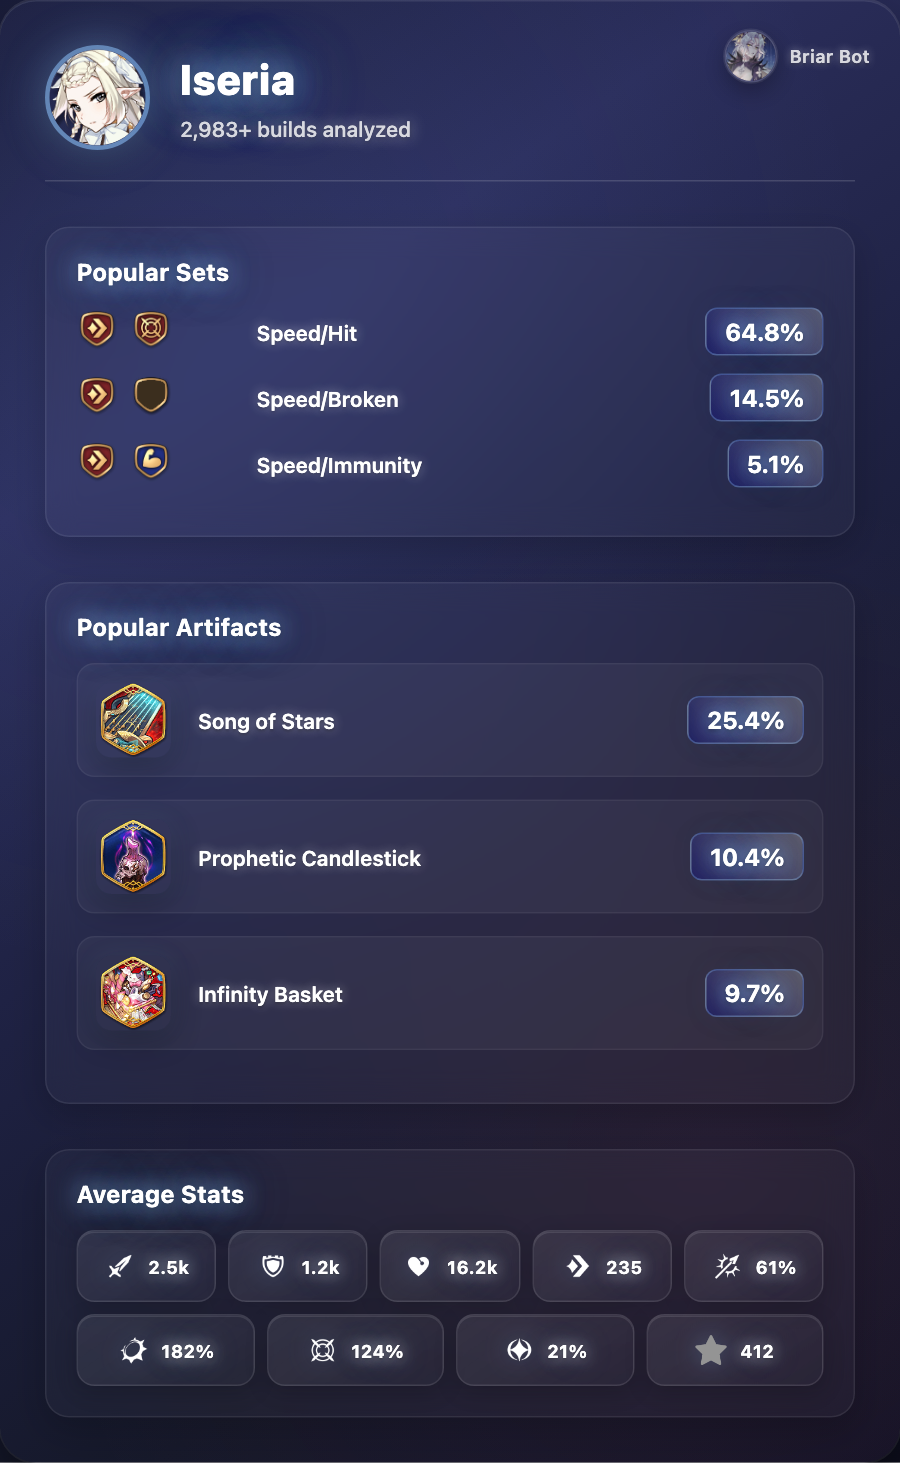 Iseria
2,983+ builds analyzed
Briar Bot
Popular Sets
Speed/Hit 64.8%
Speed/Broken 14.5%
Speed/Immunity 5.1%
Popular Artifacts
Song of Stars 25.4%
Prophetic Candlestick 10.4%
Infinity Basket 9.7%
Average Stats
2.5k 1.2k 16.2k 235 61%
182% 124% 21% 412